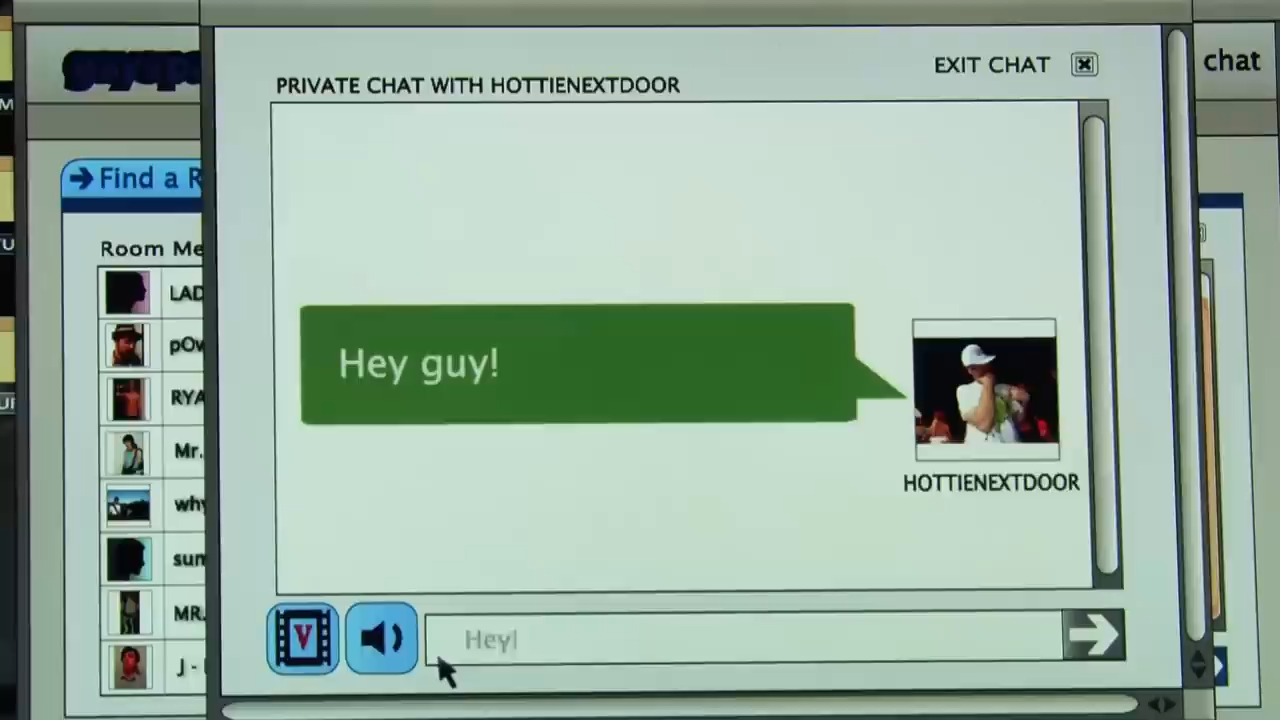 EXIT CHAT
chat
PRIVATE CHAT WITH HOTTIENEXTDOOR
Find a R
Room Me
LAD
pOw
RYA
Mr.
why
sum
MR.
J -
Hey guy!
HOTTIENEXTDOOR
V
Hey